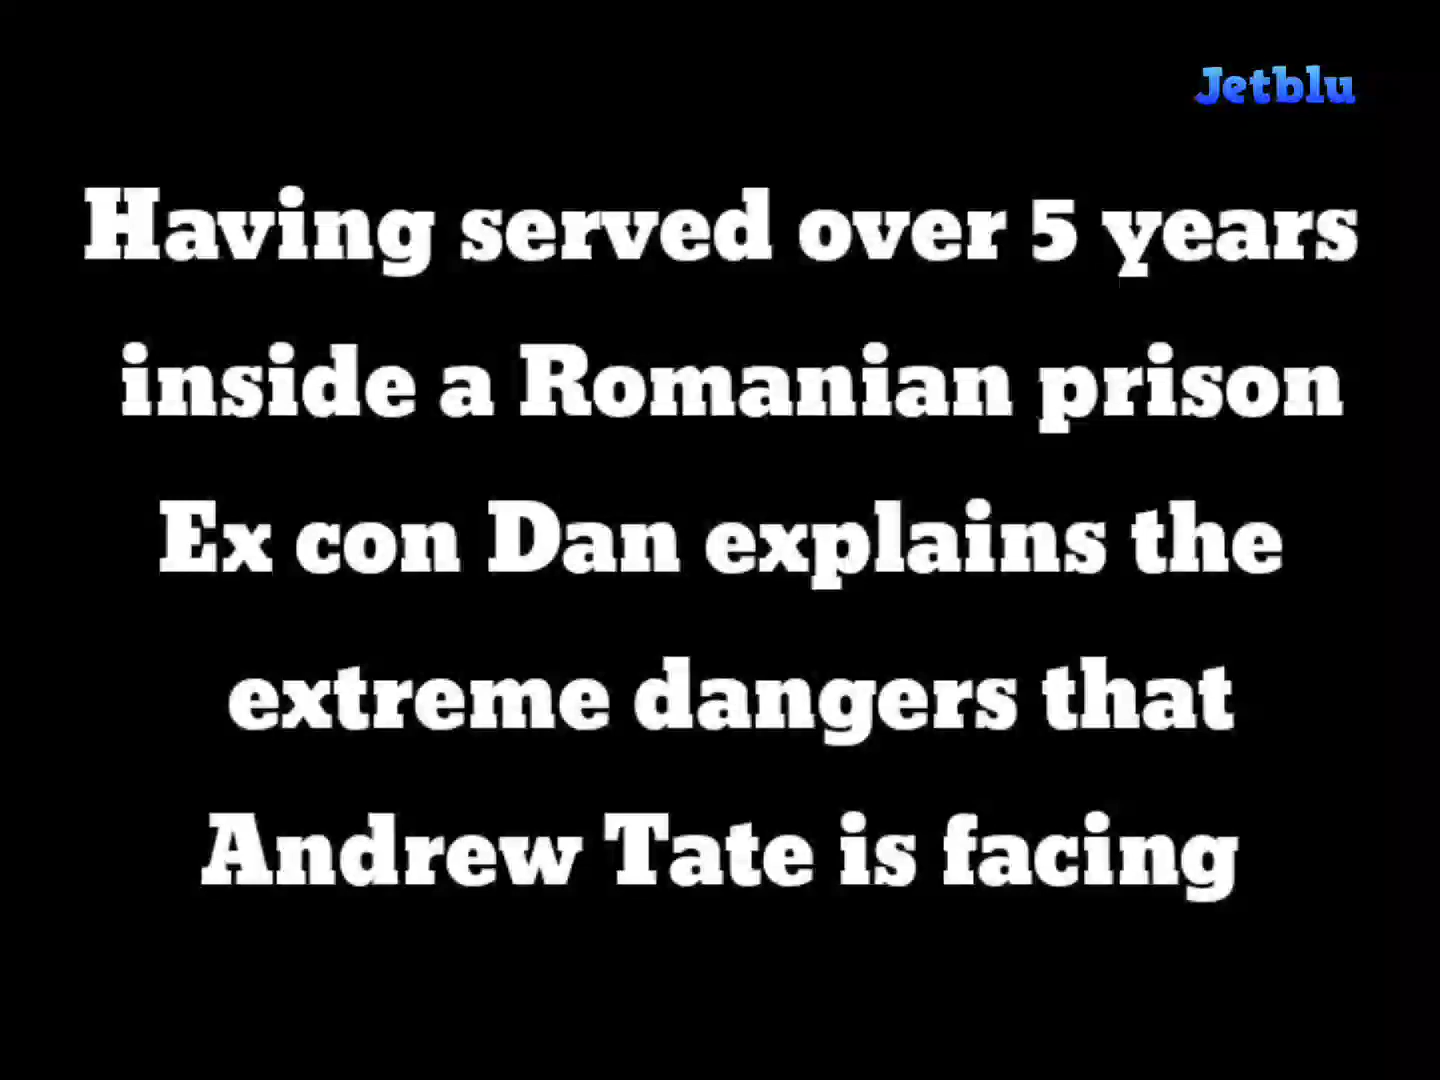 Jetblu
Having served over 5 years
inside a Romanian prison
Ex con Dan explains the
extreme dangers that
Andrew Tate is facing